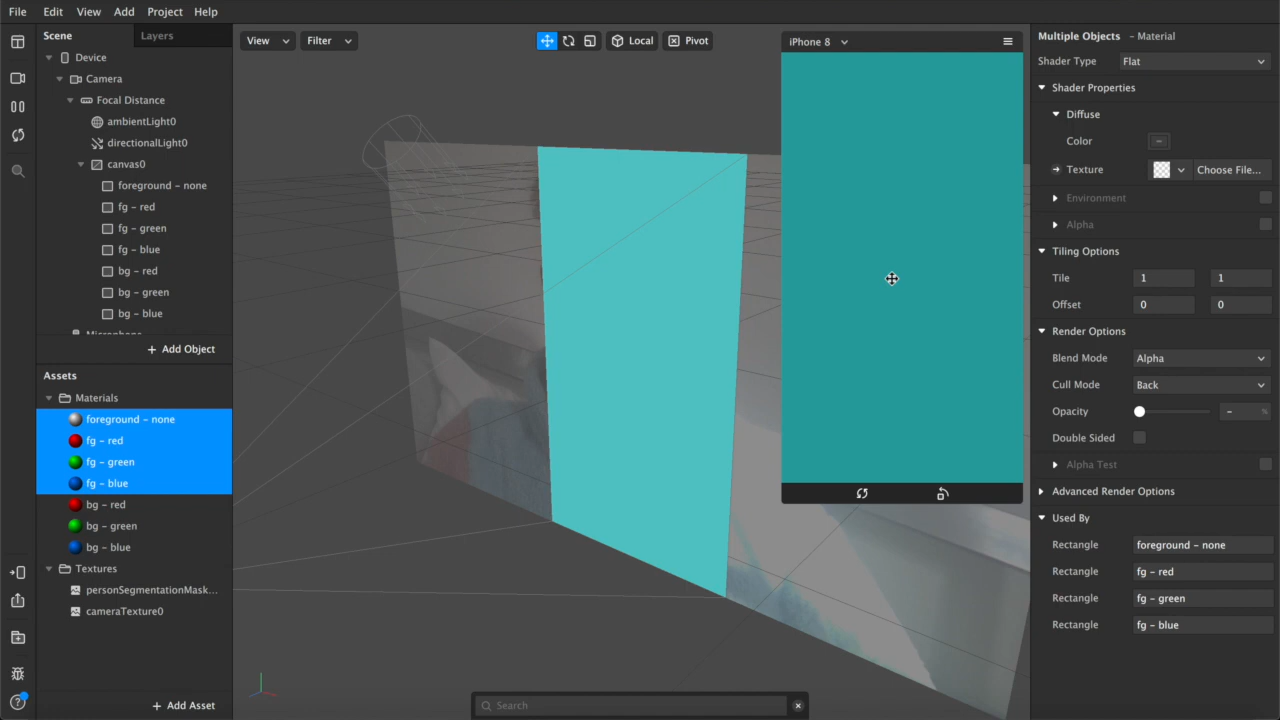 File Edit View Add Project Help
Scene Layers
Device
Camera
Focal Distance
ambientLight0
directionalLight0
canvas0
foreground - none
fg - red
fg - green
fg - blue
bg - red
bg - green
bg - blue
+ Add Object
Assets
Materials
foreground - none
fg - red
fg - green
fg - blue
bg - red
bg - green
bg - blue
Textures
personSegmentationMask...
cameraTexture0
+ Add Asset
View Filter Local Pivot
iPhone 8
Search
Multiple Objects - Material
Shader Type Flat
Shader Properties
Diffuse
Color -
Texture Choose File...
Environment
Alpha
Tiling Options
Tile 1 1
Offset 0 0
Render Options
Blend Mode Alpha
Cull Mode Back
Opacity - %
Double Sided
Alpha Test
Advanced Render Options
Used By
Rectangle foreground - none
Rectangle fg - red
Rectangle fg - green
Rectangle fg - blue